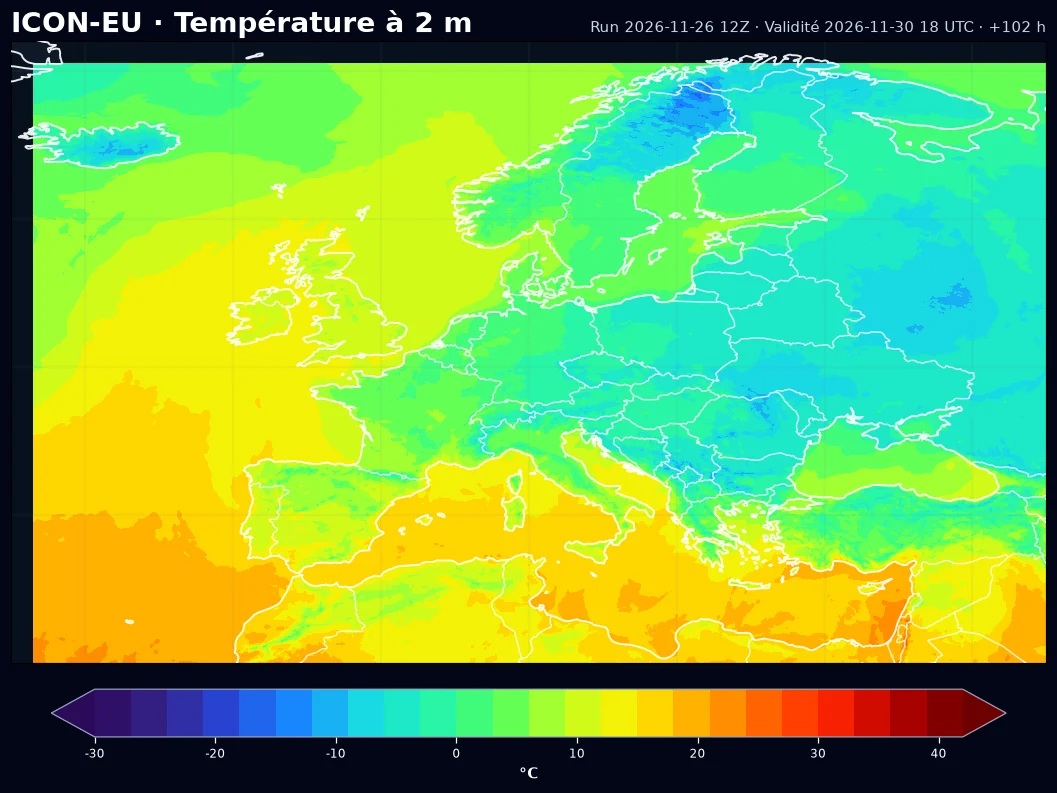 ICON-EU · Température à 2 m
Run 2026-11-26 12Z · Validité 2026-11-30 18 UTC · +102 h
-30 -20 -10 0 10 20 30 40
°C